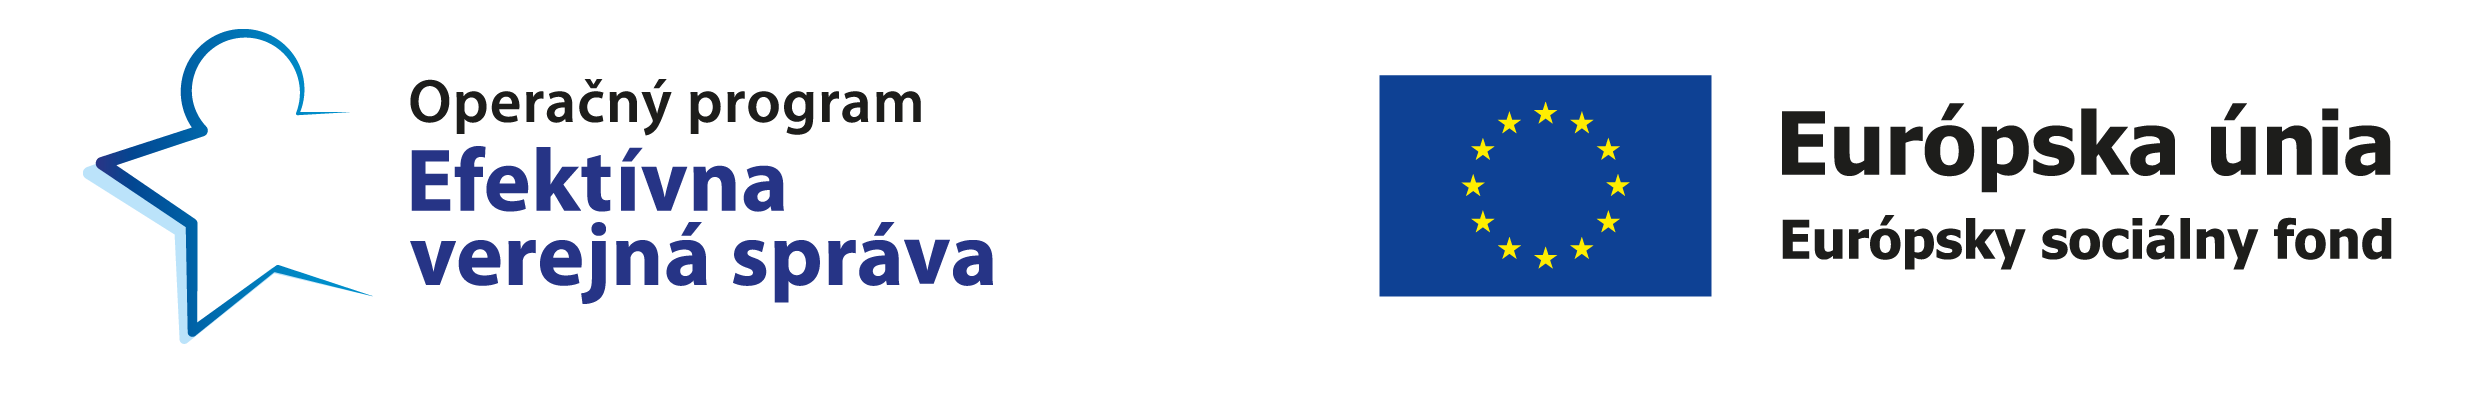 Operačný program
Efektívna
verejná správa
Európska únia
Európsky sociálny fond